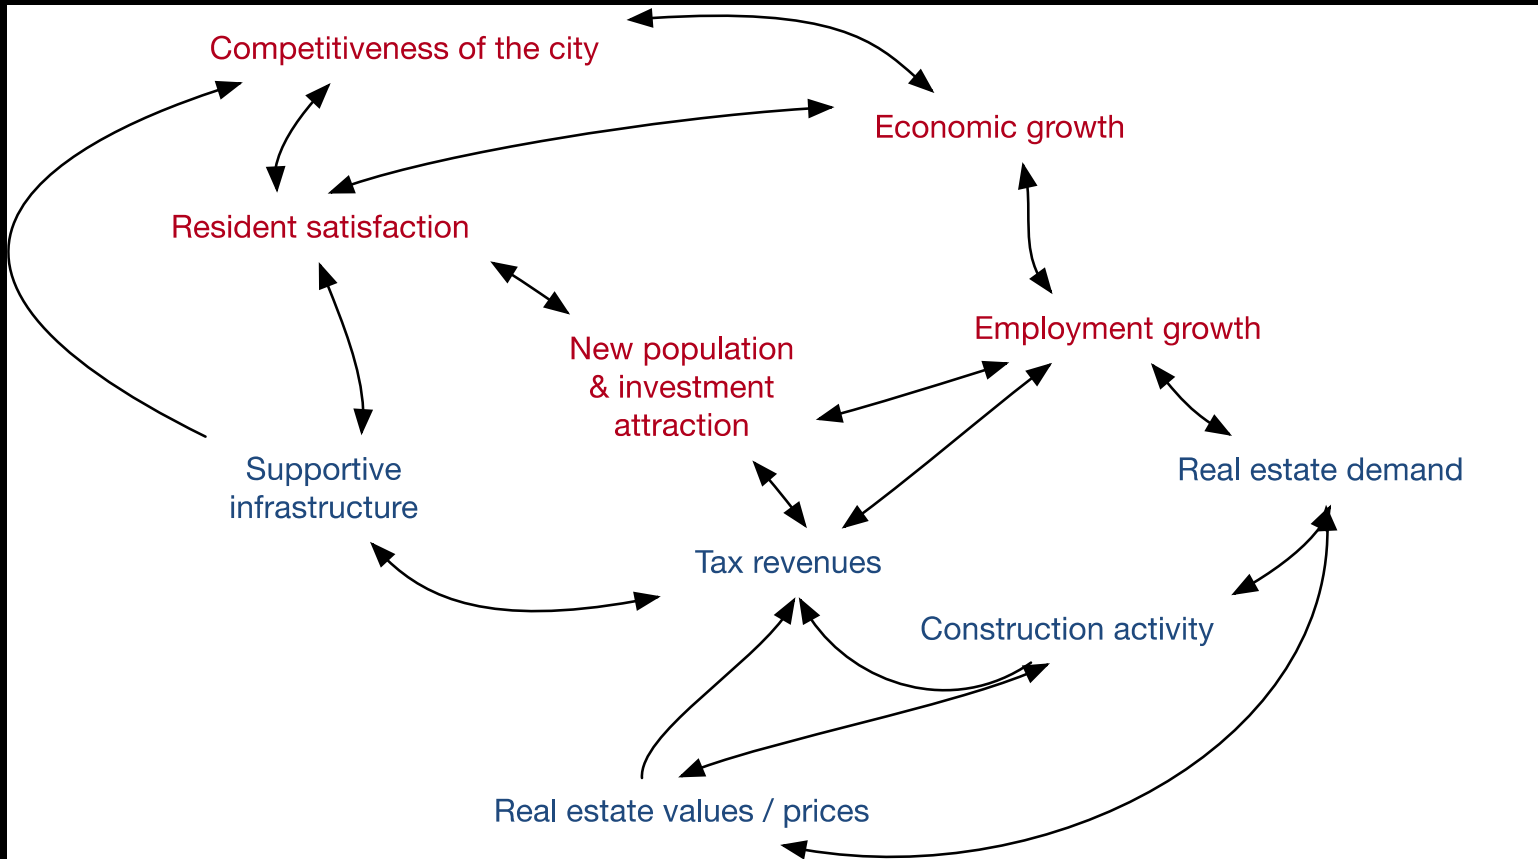 Competitiveness of the city
Economic growth
Resident satisfaction
Employment growth
New population
& investment
attraction
Supportive
infrastructure
Real estate demand
Tax revenues
Construction activity
Real estate values / prices